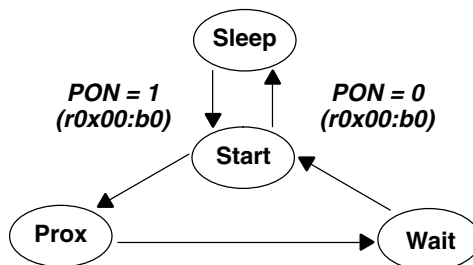 Sleep
PON = 1
(r0x00:b0)
PON = 0
(r0x00:b0)
Start
Prox
Wait